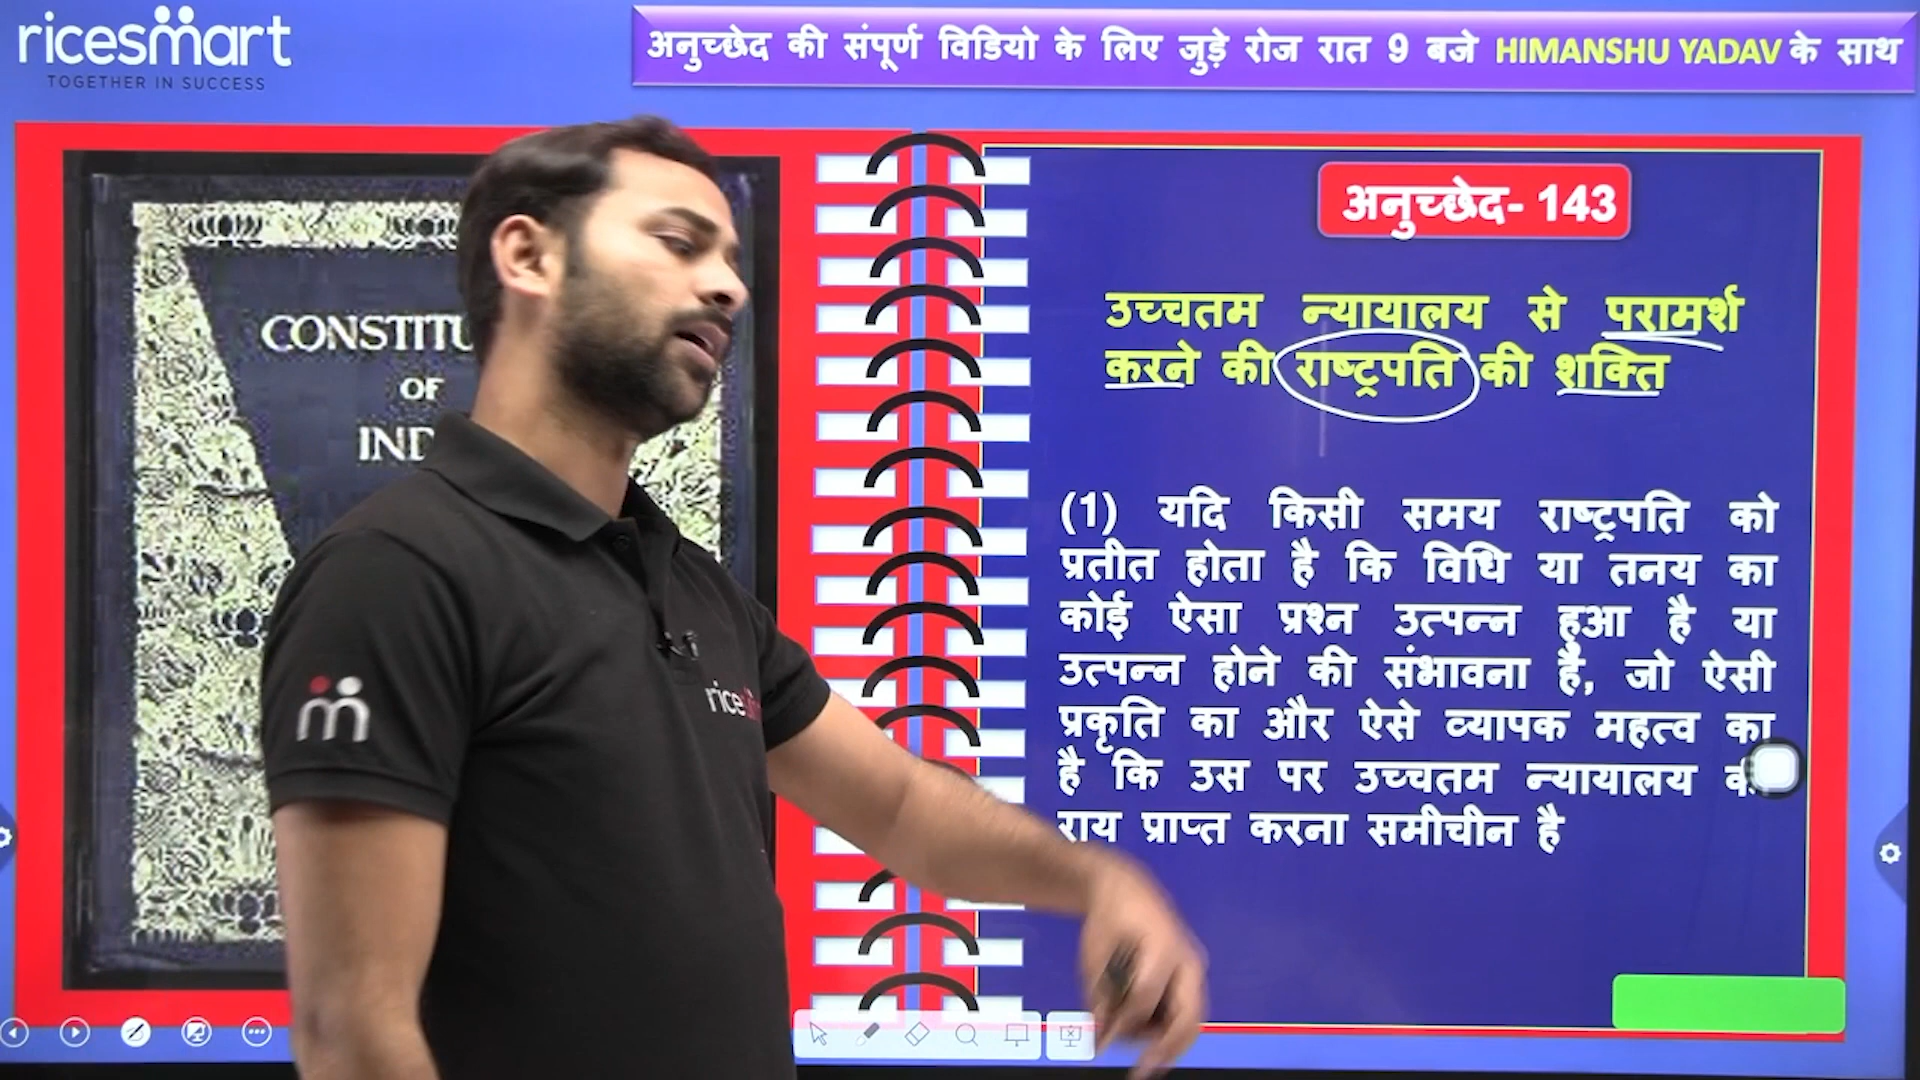 ricesmart
TOGETHER IN SUCCESS
अनुच्छेद की संपूर्ण विडियो के लिए जुड़े रोज रात 9 बजे HIMANSHU YADAV के साथ
CONSTITU
OF
IND
rice
अनुच्छेद- 143
उच्चतम न्यायालय से परामर्श
करने की राष्ट्रपति की शक्ति
(1) यदि किसी समय राष्ट्रपति को
प्रतीत होता है कि विधि या तनय का
कोई ऐसा प्रश्न उत्पन्न हुआ है या
उत्पन्न होने की संभावना है, जो ऐसी
प्रकृति का और ऐसे व्यापक महत्व का
है कि उस पर उच्चतम न्यायालय
राय प्राप्त करना समीचीन है